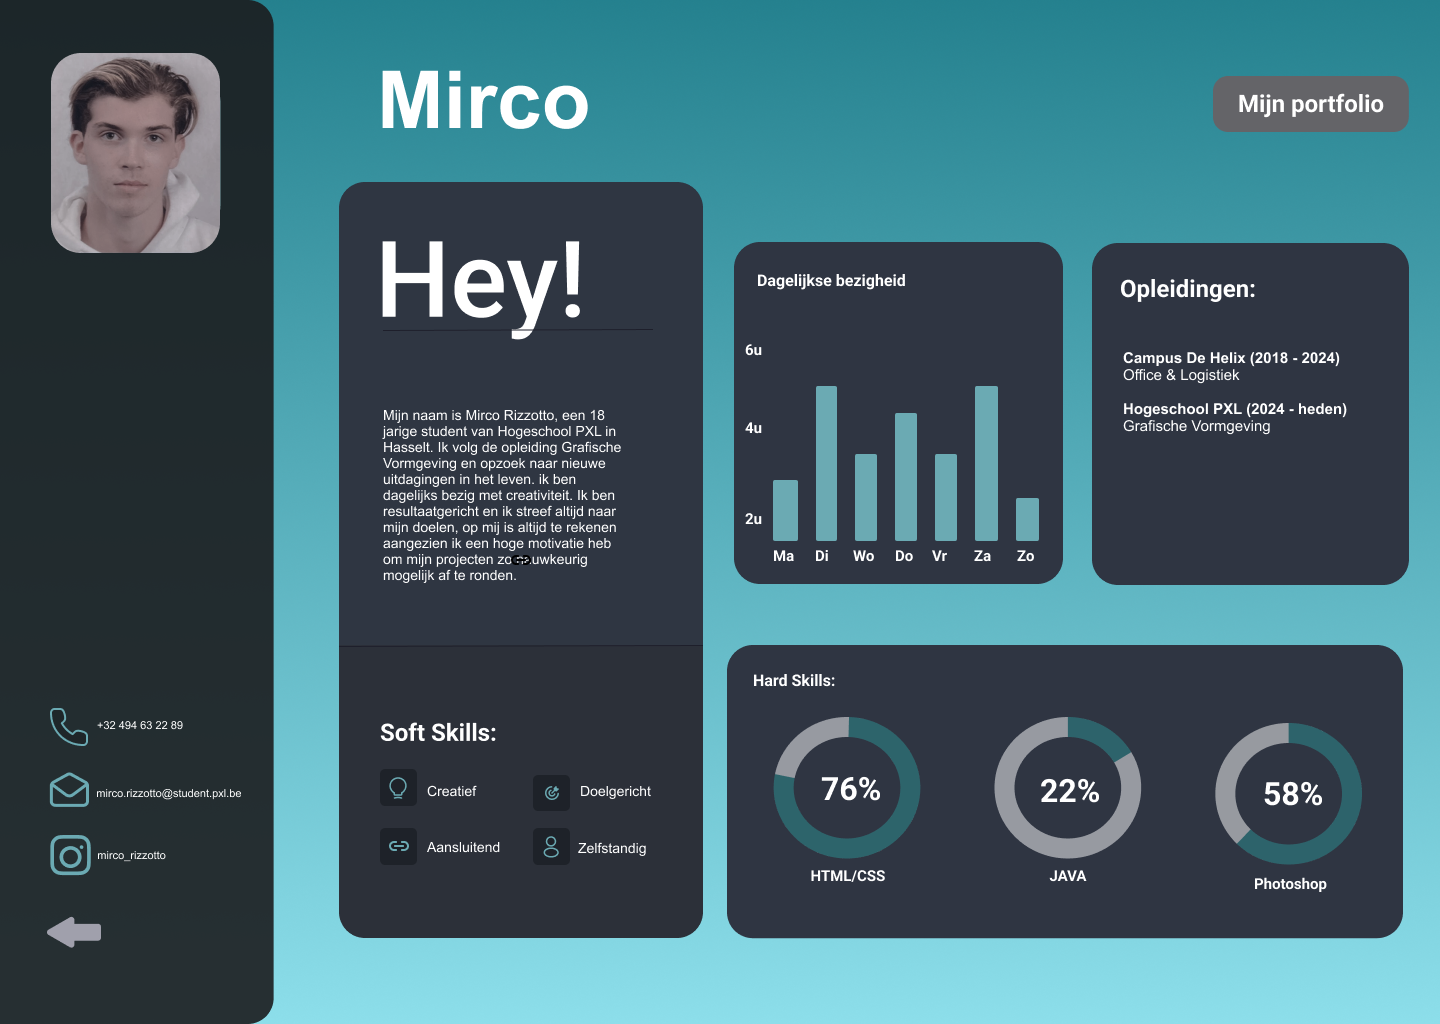 Mirco
Mijn portfolio
Hey!
Mijn naam is Mirco Rizzotto, een 18
jarige student van Hogeschool PXL in
Hasselt. Ik volg de opleiding Grafische
Vormgeving en opzoek naar nieuwe
uitdagingen in het leven. ik ben
dagelijks bezig met creativiteit. Ik ben
resultaatgericht en ik streef altijd naar
mijn doelen, op mij is altijd te rekenen
aangezien ik een hoge motivatie heb
om mijn projecten
mogelijk af te ronden.
Soft Skills:
Creatief
Doelgericht
Aansluitend
Zelfstandig
Dagelijkse bezigheid
6u
4u
2u
Ma Di Wo Do Vr Za Zo
Opleidingen:
Campus De Helix (2018 - 2024)
Office & Logistiek
Hogeschool PXL (2024 - heden)
Grafische Vormgeving
Hard Skills:
76%
HTML/CSS
22%
JAVA
58%
Photoshop
+32 494 63 22 89
mirco.rizzotto@student.pxl.be
mirco_rizzotto